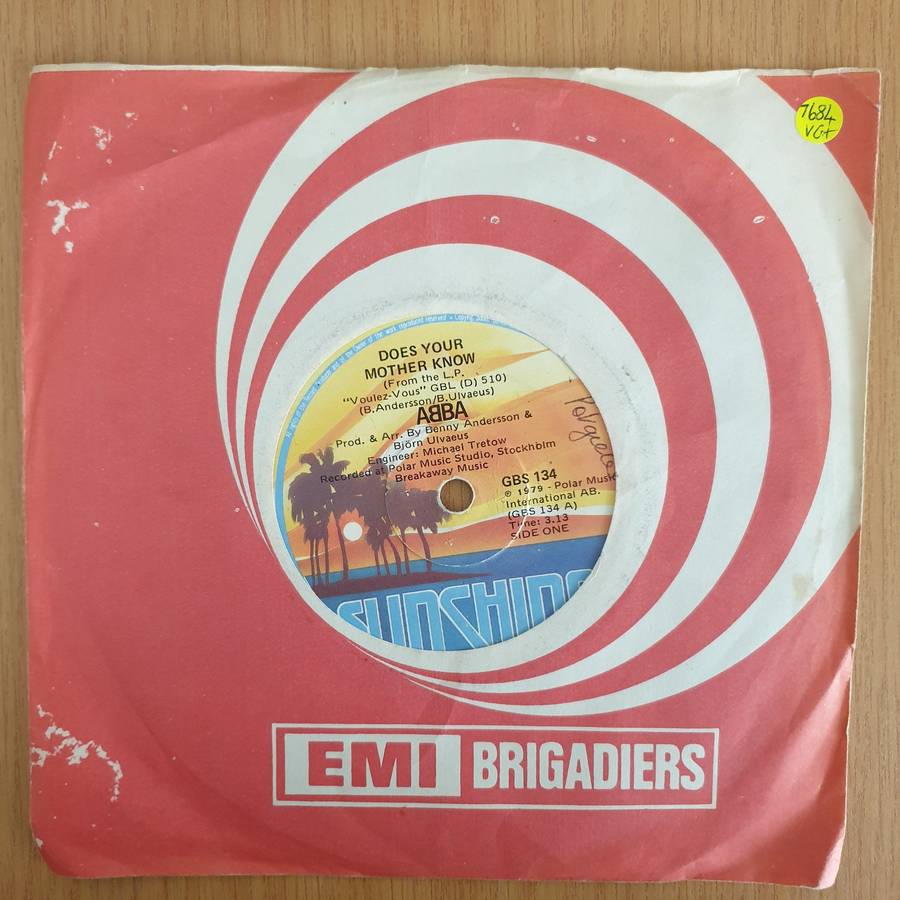 7684
VG+
DOES YOUR
MOTHER KNOW
(From the L.P.
"Voulez-Vous" GBL (D) 510)
(B.Andersson/B.Ulvaeus)
ABBA
Prod. & Arr. By Benny Andersson &
Björn Ulvaeus
Engineer: Michael Tretow
Recorded at Polar Music Studio, Stockholm
Breakaway Music
GBS 134
℗ 1979 - Polar Music
International AB.
(GBS 134 A)
Time: 3.13
SIDE ONE
SUNSHINE
EMI BRIGADIERS